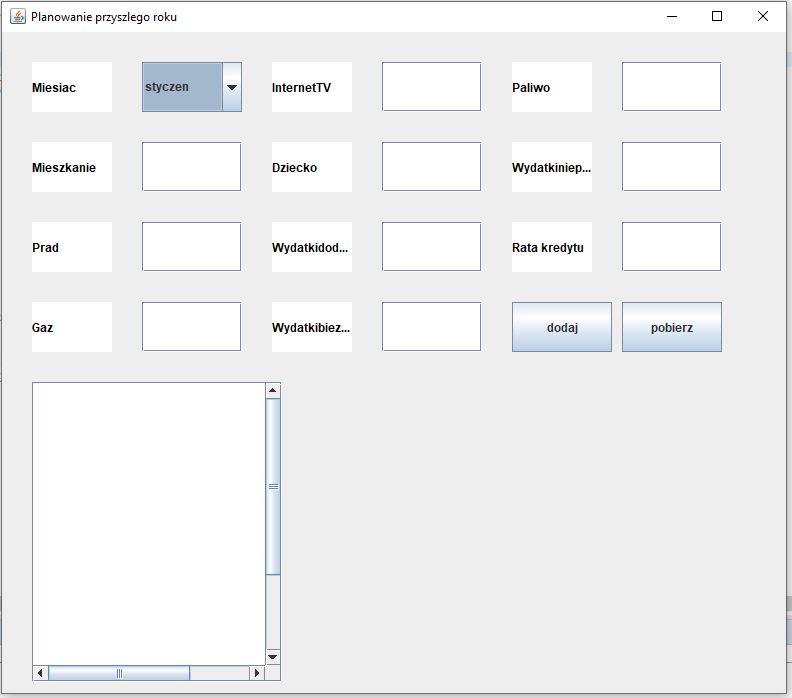 Planowanie przyszlego roku
Miesiac styczen InternetTV Paliwo
Mieszkanie Dziecko Wydatkiniep...
Prad Wydatkidod... Rata kredytu
Gaz Wydatkibiez... dodaj pobierz